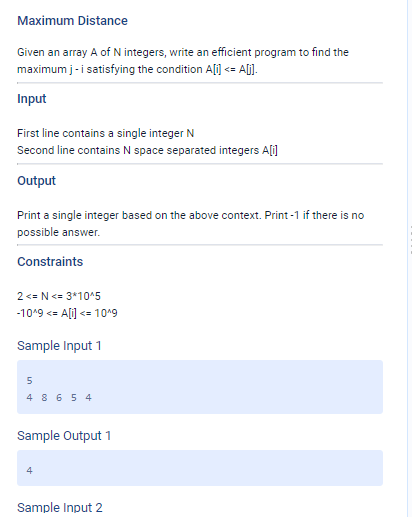 Maximum Distance
Given an array A of N integers, write an efficient program to find the
maximum j - i satisfying the condition A[i] <= A[j].
Input
First line contains a single integer N
Second line contains N space separated integers A[i]
Output
Print a single integer based on the above context. Print -1 if there is no
possible answer.
Constraints
2 <= N <= 3*10^5
-10^9 <= A[i] <= 10^9
Sample Input 1
5
4 8 6 5 4
Sample Output 1
4
Sample Input 2